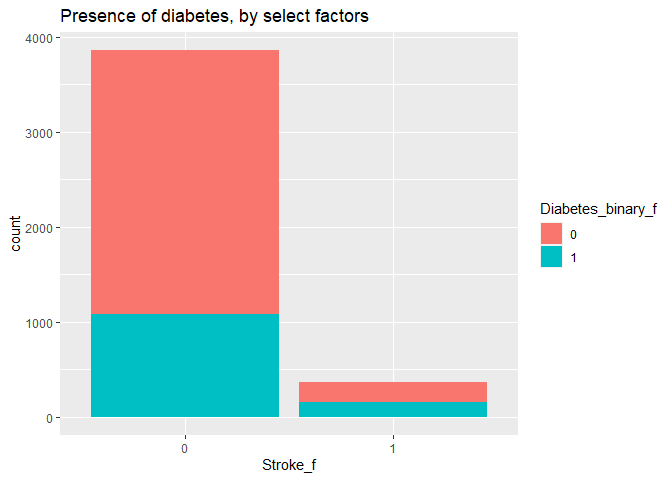 Presence of diabetes, by select factors
4000
3000
2000
1000
0
count
0 1
Stroke_f
Diabetes_binary_f
0
1